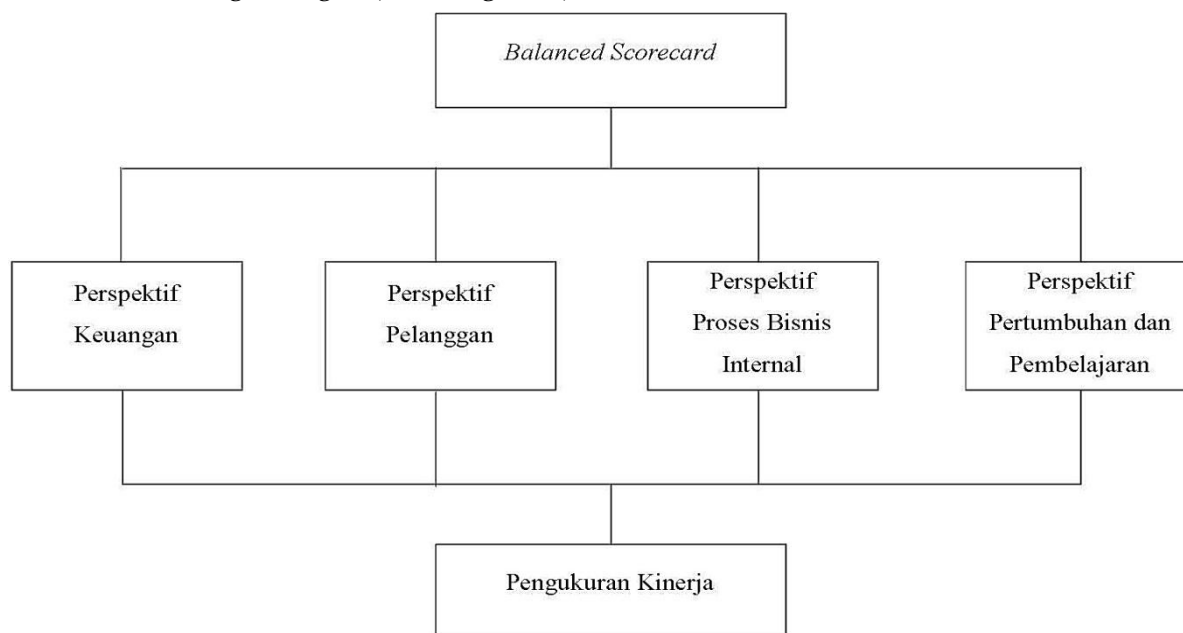 Balanced Scorecard
Perspektif
Keuangan
Perspektif
Pelanggan
Perspektif
Proses Bisnis
Internal
Perspektif
Pertumbuhan dan
Pembelajaran
Pengukuran Kinerja